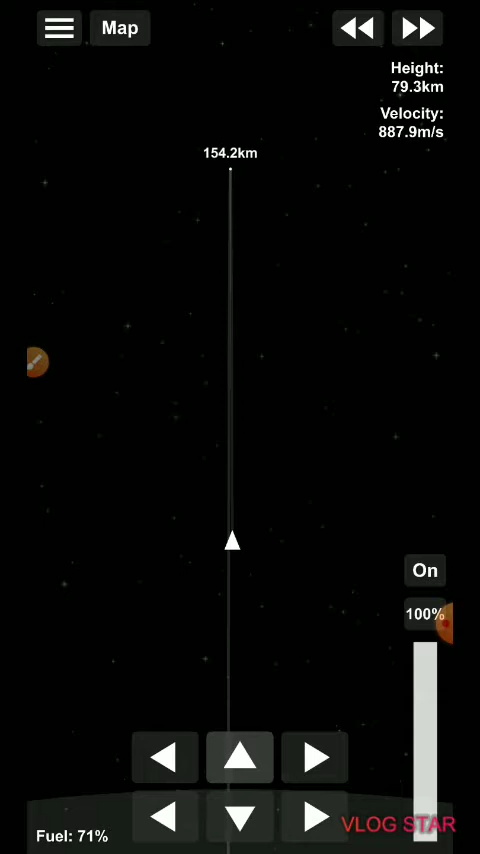 Map
Height:
79.3km
Velocity:
887.9m/s
154.2km
On
100%
Fuel: 71%
VLOG STAR